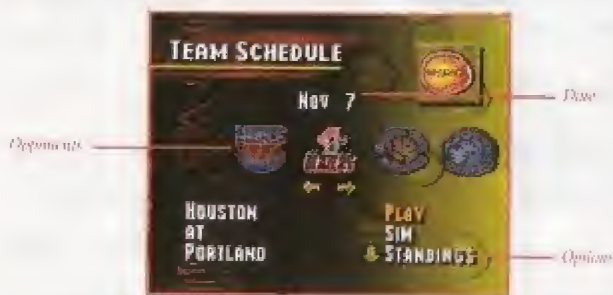 TEAM SCHEDULE
Nov 7
Date
Opponents
HOUSTON
AT
PORTLAND
PLAY
SIM
STANDINGS
Options